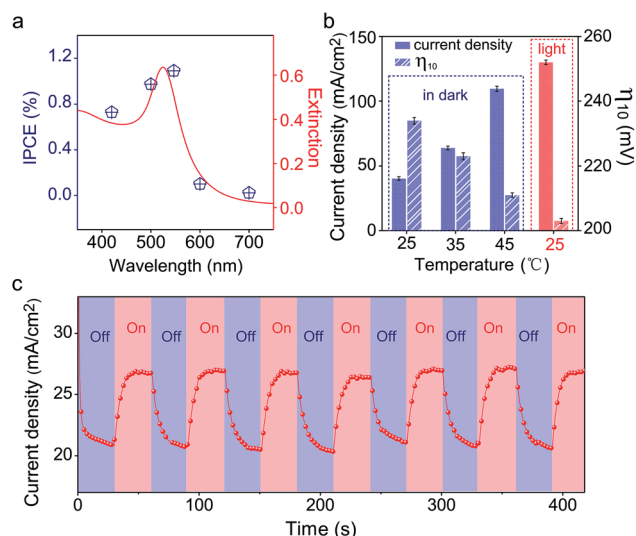 a
IPCE (%)
1.2
0.8
0.4
0.0
0.6
0.4
0.2
0.0
Extinction
400 500 600 700
Wavelength (nm)
b
Current density (mA/cm2)
150
100
50
0
current density
η10
in dark
light
260
240
220
200
η10 (mV)
25 35 45 25
Temperature (℃)
c
Current density (mA/cm2)
30
25
20
Off On Off On Off On Off On Off On Off On Off On
0 100 200 300 400
Time (s)